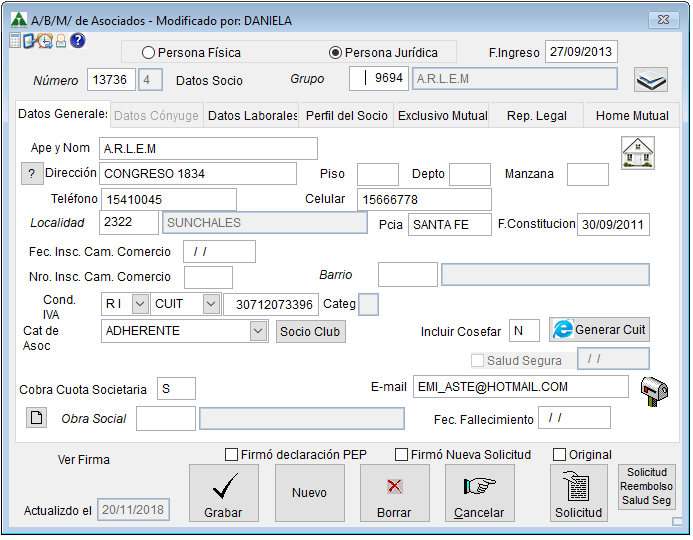 A/B/M/ de Asociados - Modificado por: DANIELA
Persona Física Persona Jurídica F.Ingreso 27/09/2013
Número 13736 4 Datos Socio Grupo 9694 A.R.L.E.M
Datos Generales Datos Cónyuge Datos Laborales Perfil del Socio Exclusivo Mutual Rep. Legal Home Mutual
Ape y Nom A.R.L.E.M
? Dirección CONGRESO 1834 Piso Depto Manzana
Teléfono 15410045 Celular 15666778
Localidad 2322 SUNCHALES Pcia SANTA FE F.Constitucion 30/09/2011
Fec. Insc. Cam. Comercio / /
Nro. Insc. Cam. Comercio Barrio
Cond. IVA R I CUIT 30712073396 Categ
Cat de Asoc ADHERENTE Socio Club Incluir Cosefar N Generar Cuit
Salud Segura / /
Cobra Cuota Societaria S E-mail EMI_ASTE@HOTMAIL.COM
Obra Social Fec. Fallecimiento / /
Ver Firma Firmó declaración PEP Firmó Nueva Solicitud Original
Actualizdo el 20/11/2018 Grabar Nuevo Borrar Cancelar Solicitud Solicitud Reembolso Salud Seg